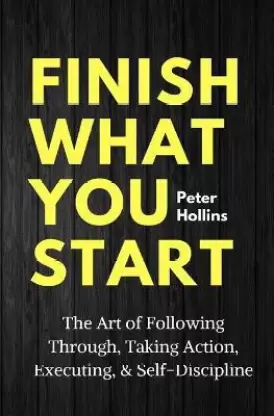 FINISH
WHAT
YOU
Peter
Hollins
START
The Art of Following
Through, Taking Action,
Executing, & Self-Discipline